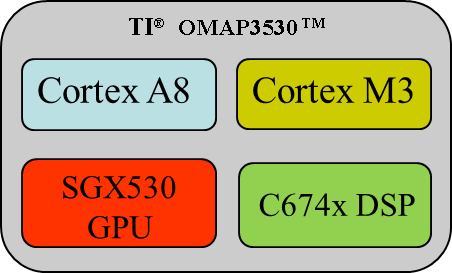 TI® OMAP3530™
Cortex A8
Cortex M3
SGX530
GPU
C674x DSP